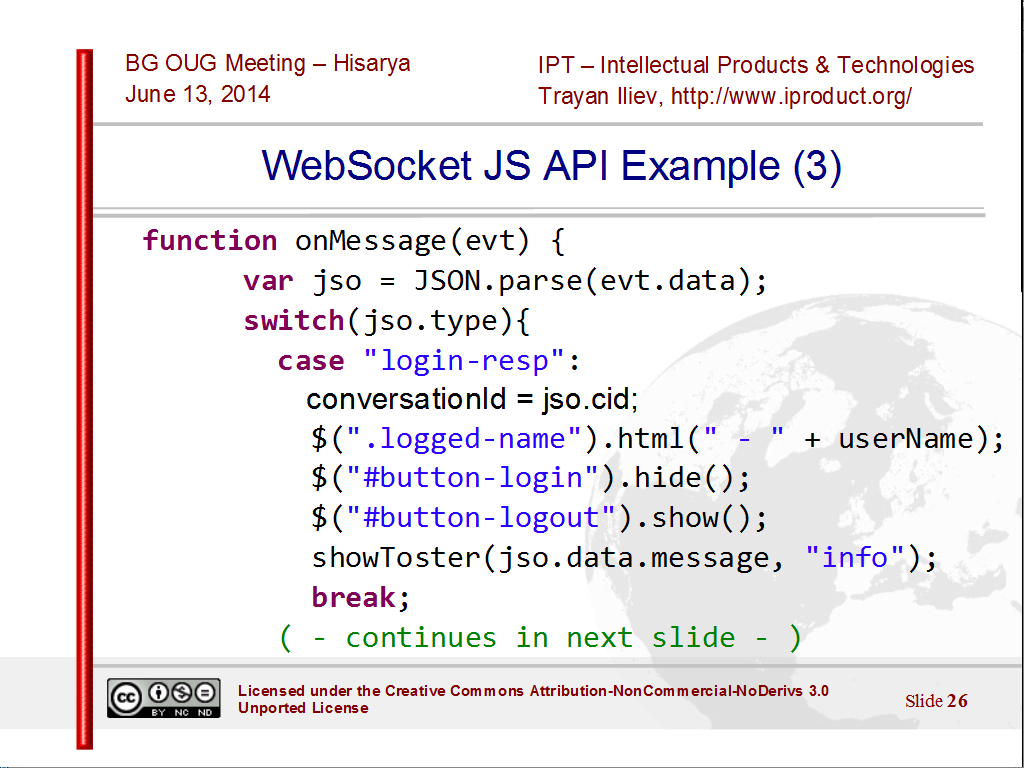 BG OUG Meeting – Hisarya
June 13, 2014
IPT – Intellectual Products & Technologies
Trayan Iliev, http://www.iproduct.org/
WebSocket JS API Example (3)
function onMessage(evt) {
var jso = JSON.parse(evt.data);
switch(jso.type){
case "login-resp":
conversationId = jso.cid;
$(".logged-name").html(" - " + userName);
$("#button-login").hide();
$("#button-logout").show();
showToster(jso.data.message, "info");
break;
( - continues in next slide - )
cc
BY NC ND
Licensed under the Creative Commons Attribution-NonCommercial-NoDerivs 3.0
Unported License
Slide 26